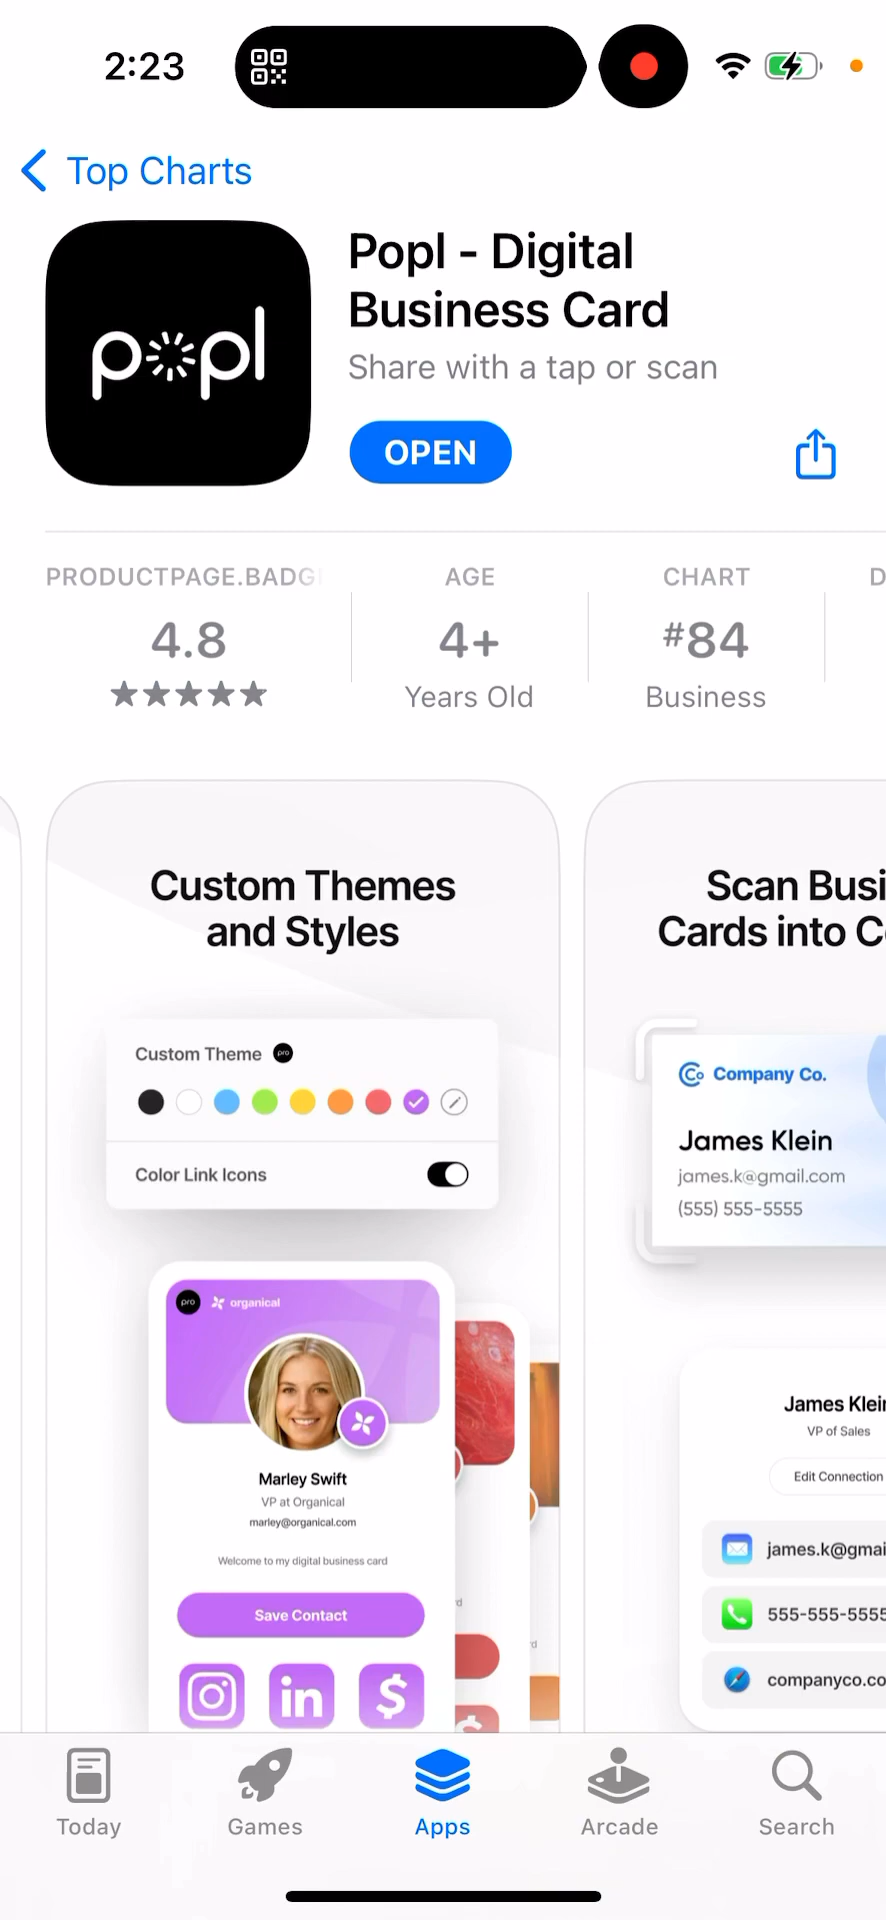 2:23
Top Charts
popl
Popl - Digital
Business Card
Share with a tap or scan
OPEN
PRODUCTPAGE.BADG
AGE
CHART
D
4.8
4+
#84
Years Old
Business
Custom Themes
and Styles
Custom Theme pro
Color Link Icons
pro organical
Marley Swift
VP at Organical
marley@organical.com
Welcome to my digital business card
Save Contact
in
$
Scan Busi
Cards into C
Co Company Co.
James Klein
james.k@gmail.com
(555) 555-5555
James Klei
VP of Sales
Edit Connection
james.k@gmai
555-555-5555
companyco.co
Today
Games
Apps
Arcade
Search